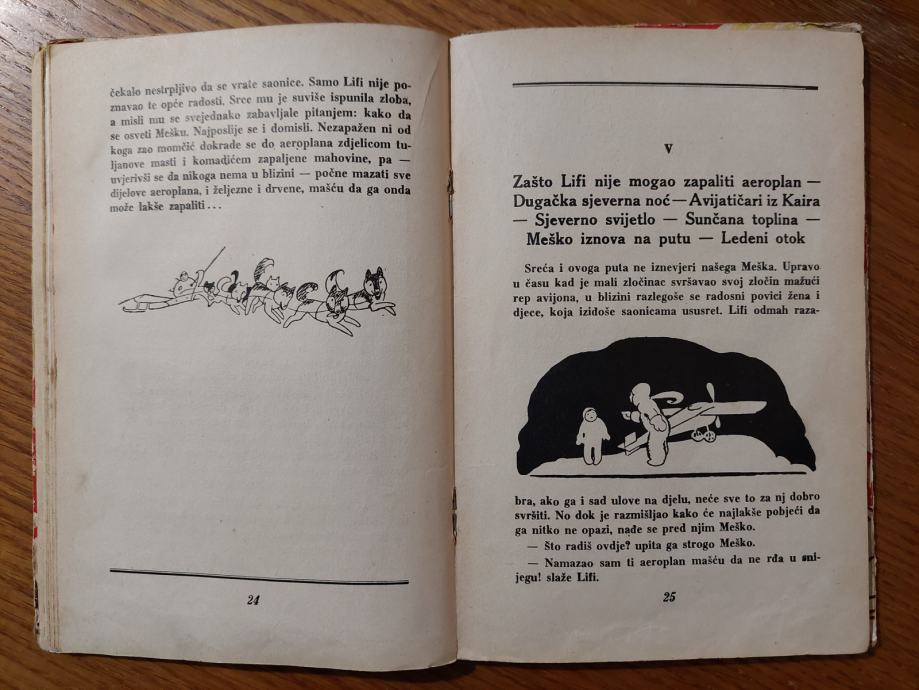 čekalo nestrpljivo da se vrate saonice. Samo Lifi nije po-
znavao te opće radosti. Srce mu je suviše ispunila zloba,
a misli mu se svejednako zabavljale pitanjem: kako da
se osveti Mešku. Najposlije se i domisli. Nezapažen ni od
koga zao momčić dokrade se do aeroplana zdjelicom tu-
ljanove masti i komadićem zapaljene mahovine, pa —
uvjerivši se da nikoga nema u blizini — počne mazati sve
dijelove aeroplana, i željezne i drvene, mašću da ga onda
može lakše zapaliti . . .
24
V
Zašto Lifi nije mogao zapaliti aeroplan —
Dugačka sjeverna noć — Avijatičari iz Kaira
— Sjeverno svijetlo — Sunčana toplina —
Meško iznova na putu — Ledeni otok
Sreća i ovoga puta ne iznevjeri našega Meška. Upravo
u času kad je mali zločinac svršavao svoj zločin mažući
rep avijona, u blizini razlegoše se radosni povici žena i
djece, koja iziđoše saonicama ususret. Lifi odmah raza-
bra, ako ga i sad ulove na djelu, neće sve to za nj dobro
svršiti. No dok je razmišljao kako će najlakše pobjeći da
ga nitko ne opazi, nađe se pred njim Meško.
— Što radiš ovdje? upita ga strogo Meško.
— Namazao sam ti aeroplan mašću da ne rđa u sni-
jegu! slaže Lifi.
25